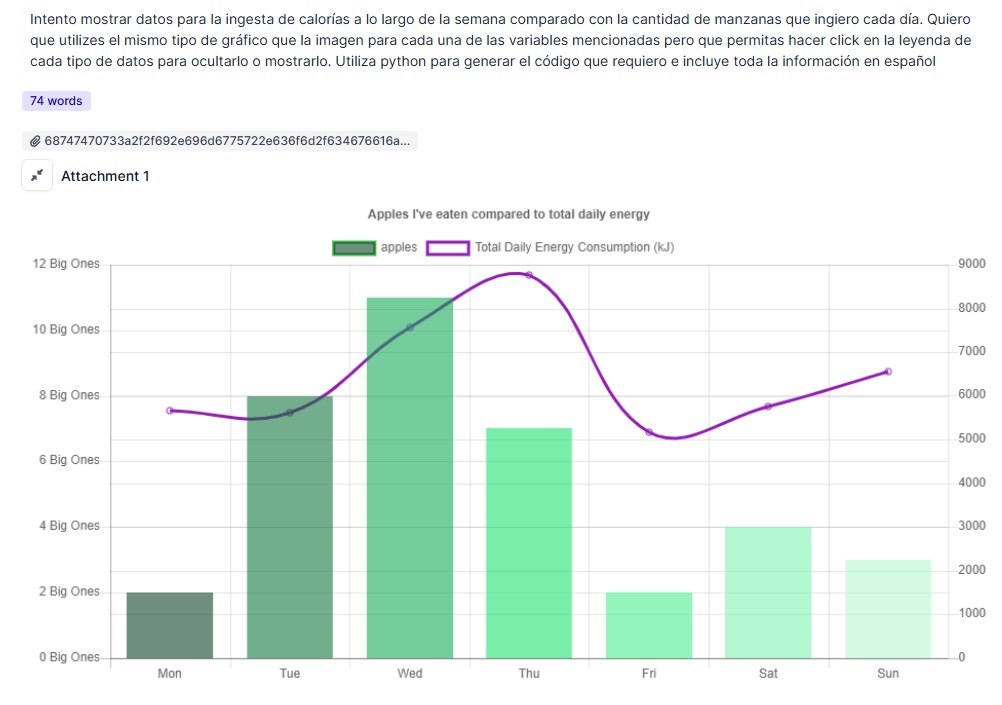 Intento mostrar datos para la ingesta de calorías a lo largo de la semana comparado con la cantidad de manzanas que ingiero cada día. Quiero
que utilizes el mismo tipo de gráfico que la imagen para cada una de las variables mencionadas pero que permitas hacer click en la leyenda de
cada tipo de datos para ocultarlo o mostrarlo. Utiliza python para generar el código que requiero e incluye toda la información en español
74 words
68747470733a2f2f692e696d6775722e636f6d2f634676616a...
Attachment 1
Apples I've eaten compared to total daily energy
apples
Total Daily Energy Consumption (kJ)
12 Big Ones
10 Big Ones
8 Big Ones
6 Big Ones
4 Big Ones
2 Big Ones
0 Big Ones
9000
8000
7000
6000
5000
4000
3000
2000
1000
0
Mon Tue Wed Thu Fri Sat Sun